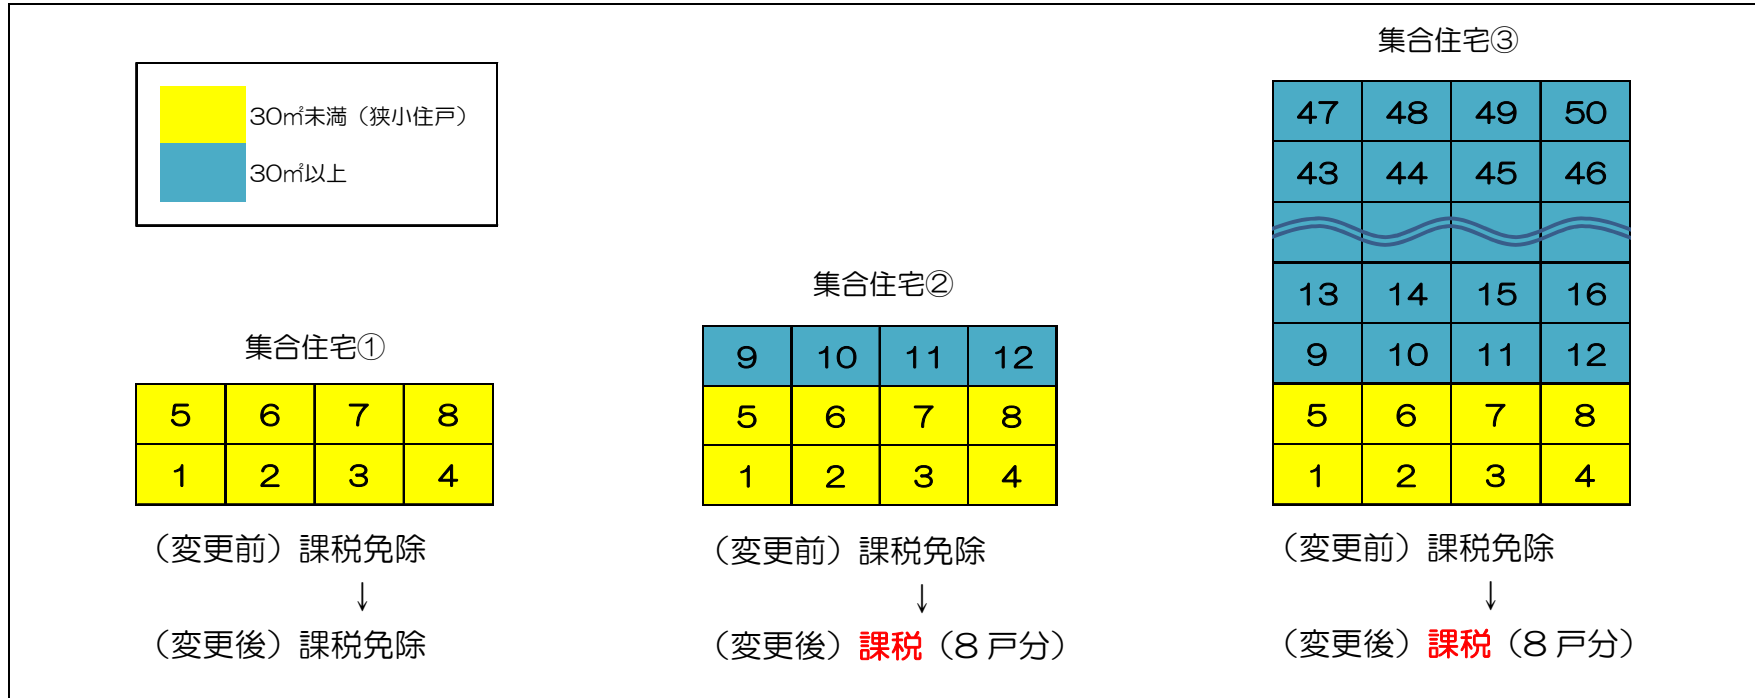 30㎡未満（狭小住戸）
30㎡以上
集合住宅①
5 6 7 8
1 2 3 4
（変更前）課税免除
↓
（変更後）課税免除
集合住宅②
9 10 11 12
5 6 7 8
1 2 3 4
（変更前）課税免除
↓
（変更後）課税（8戸分）
集合住宅③
47 48 49 50
43 44 45 46
13 14 15 16
9 10 11 12
5 6 7 8
1 2 3 4
（変更前）課税免除
↓
（変更後）課税（8戸分）